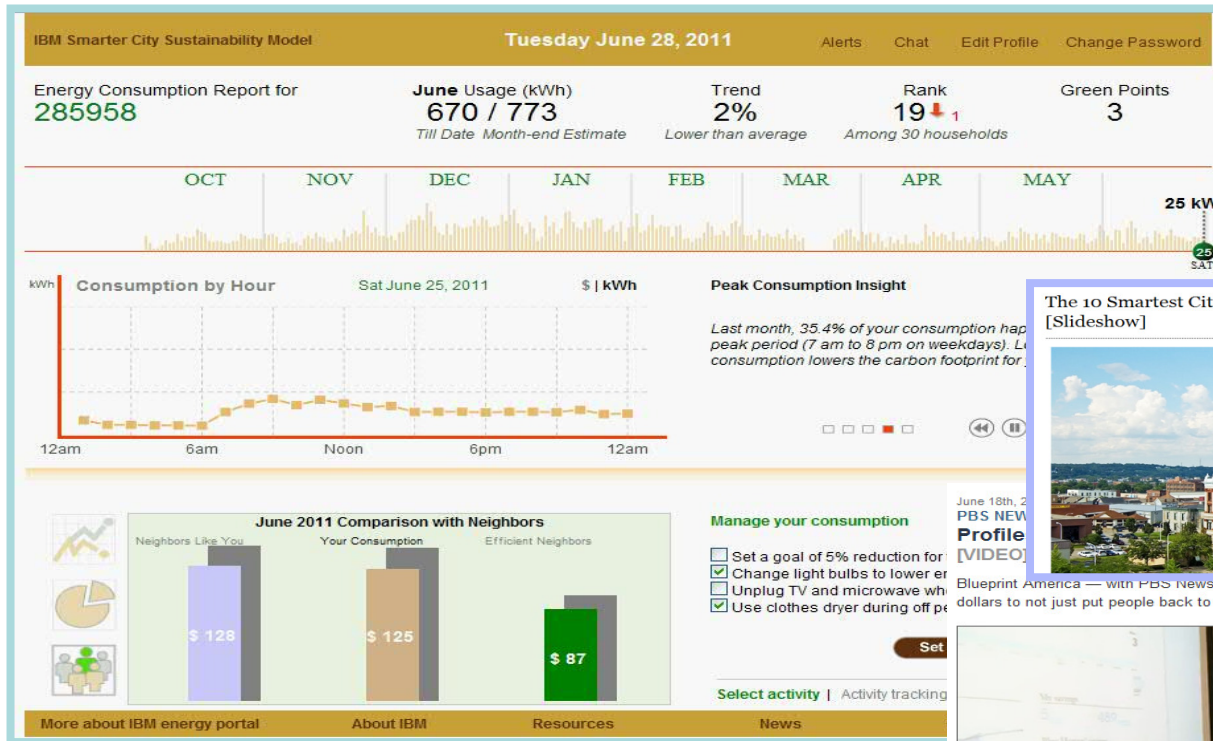 IBM Smarter City Sustainability Model
Tuesday June 28, 2011
Alerts Chat Edit Profile Change Password
Energy Consumption Report for
285958
June Usage (kWh)
670 / 773
Till Date Month-end Estimate
Trend
2%
Lower than average
Rank
19 1
Among 30 households
Green Points
3
OCT NOV DEC JAN FEB MAR APR MAY
25 kW
25
SAT
kWh
Consumption by Hour
Sat June 25, 2011
$ | kWh
12am 6am Noon 6pm 12am
Peak Consumption Insight
Last month, 35.4% of your consumption hap
peak period (7 am to 8 pm on weekdays). L
consumption lowers the carbon footprint for
The 10 Smartest Cit
[Slideshow]
June 2011 Comparison with Neighbors
Neighbors Like You Your Consumption Efficient Neighbors
$ 128
$ 125
$ 87
Manage your consumption
Set a goal of 5% reduction for
Change light bulbs to lower er
Unplug TV and microwave whe
Use clothes dryer during off pe
Set
Select activity | Activity tracking
June 18th, 2
PBS NEW
Profile
[VIDEO]
Blueprint America — with PBS News
dollars to not just put people back to
More about IBM energy portal About IBM Resources News